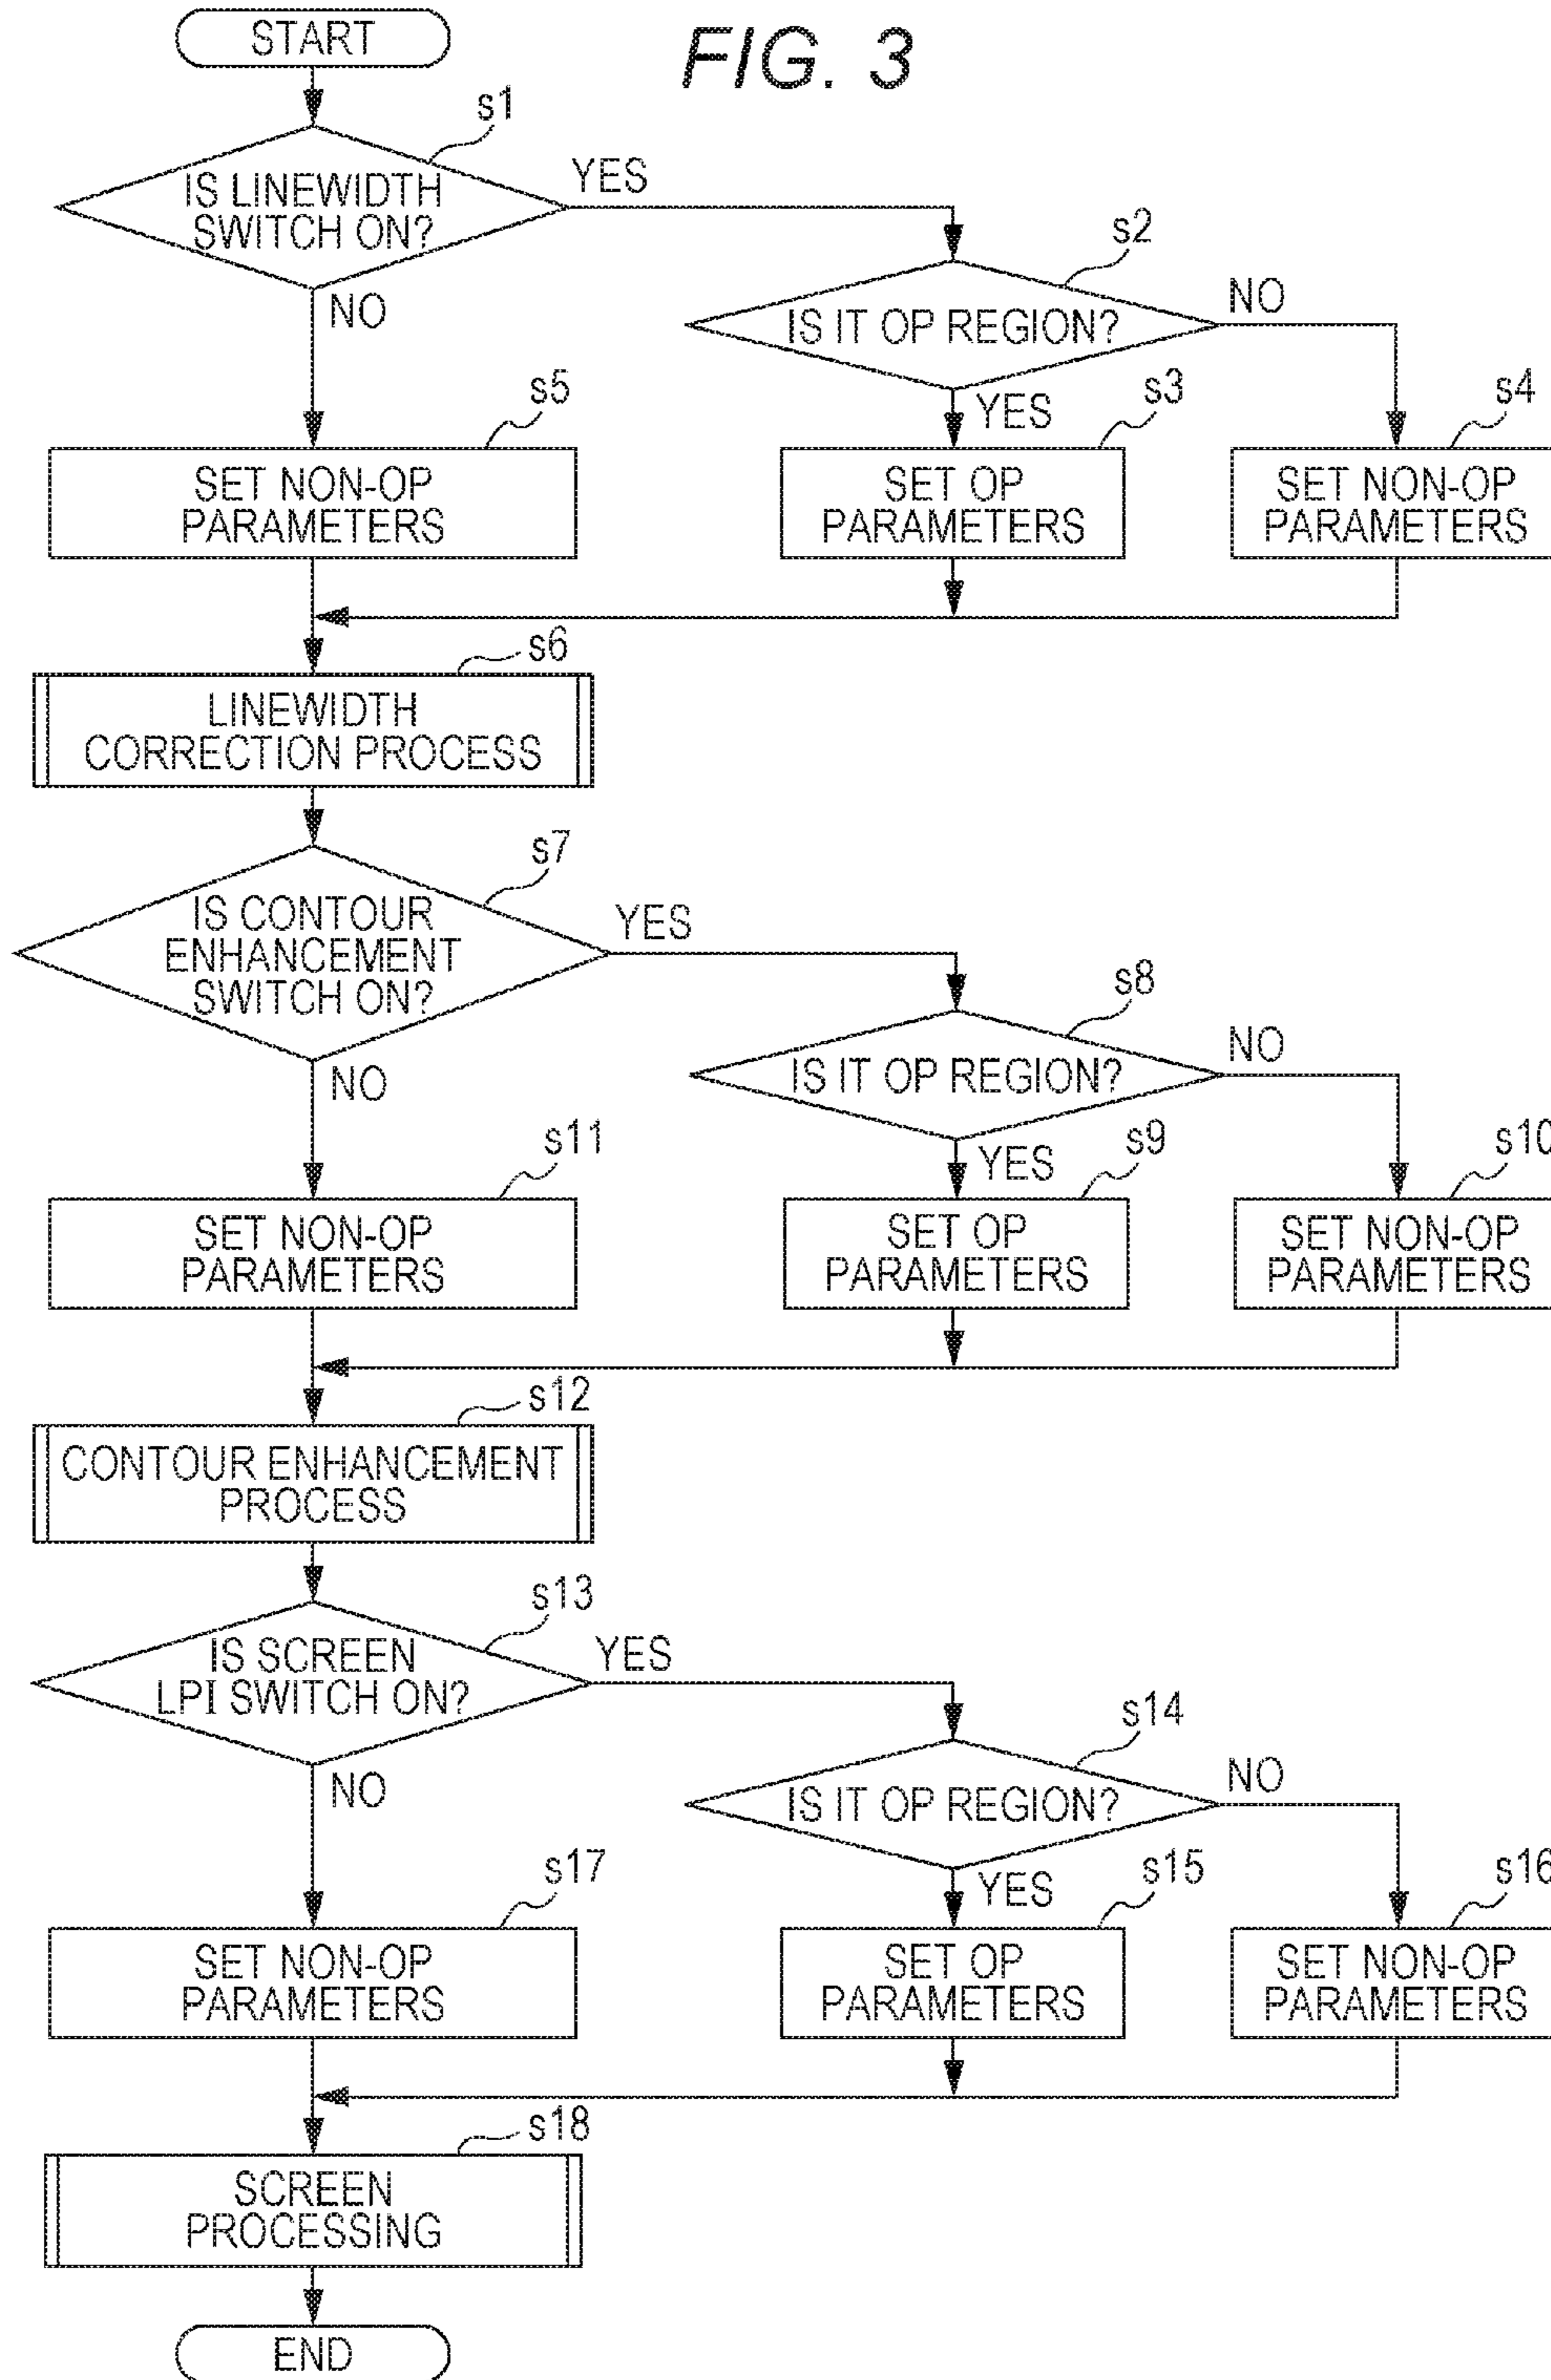 START
FIG. 3
s1
IS LINEWIDTH
SWITCH ON?
YES
NO
s2
IS IT OP REGION?
NO
YES
s5
SET NON-OP
PARAMETERS
s3
SET OP
PARAMETERS
s4
SET NON-OP
PARAMETERS
s6
LINEWIDTH
CORRECTION PROCESS
s7
IS CONTOUR
ENHANCEMENT
SWITCH ON?
YES
NO
s8
IS IT OP REGION?
NO
YES
s11
SET NON-OP
PARAMETERS
s9
SET OP
PARAMETERS
s10
SET NON-OP
PARAMETERS
s12
CONTOUR ENHANCEMENT
PROCESS
s13
IS SCREEN
LPI SWITCH ON?
YES
NO
s14
IS IT OP REGION?
NO
YES
s17
SET NON-OP
PARAMETERS
s15
SET OP
PARAMETERS
s16
SET NON-OP
PARAMETERS
s18
SCREEN
PROCESSING
END